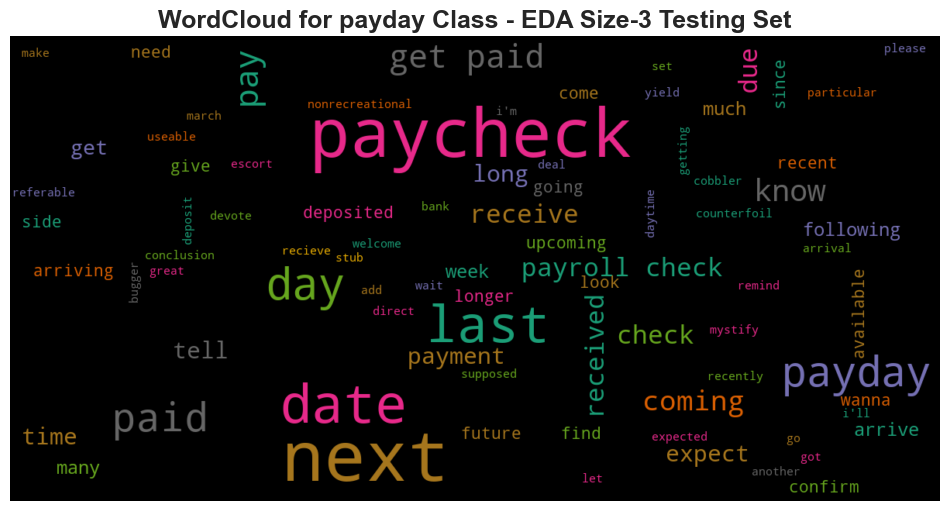 WordCloud for payday Class - EDA Size-3 Testing Set
make
need
pay
get paid
due
since
please
set
yield
particular
come
much
nonrecreational
i'm
march
useable
get
give
escort
paycheck
long
deal
going
getting
recent
cobbler
know
referable
side
deposit
devote
deposited
bank
receive
daytime
counterfoil
following
conclusion
recieve
stub
welcome
upcoming
arrival
arriving
bugger
great
day
add
wait
week
payroll check
look
longer
remind
available
direct
last
received
check
mystify
tell
payment
supposed
recently
payday
paid
date
coming
wanna
i'll
time
many
next
future
find
expected
expect
go
got
arrive
let
another
confirm